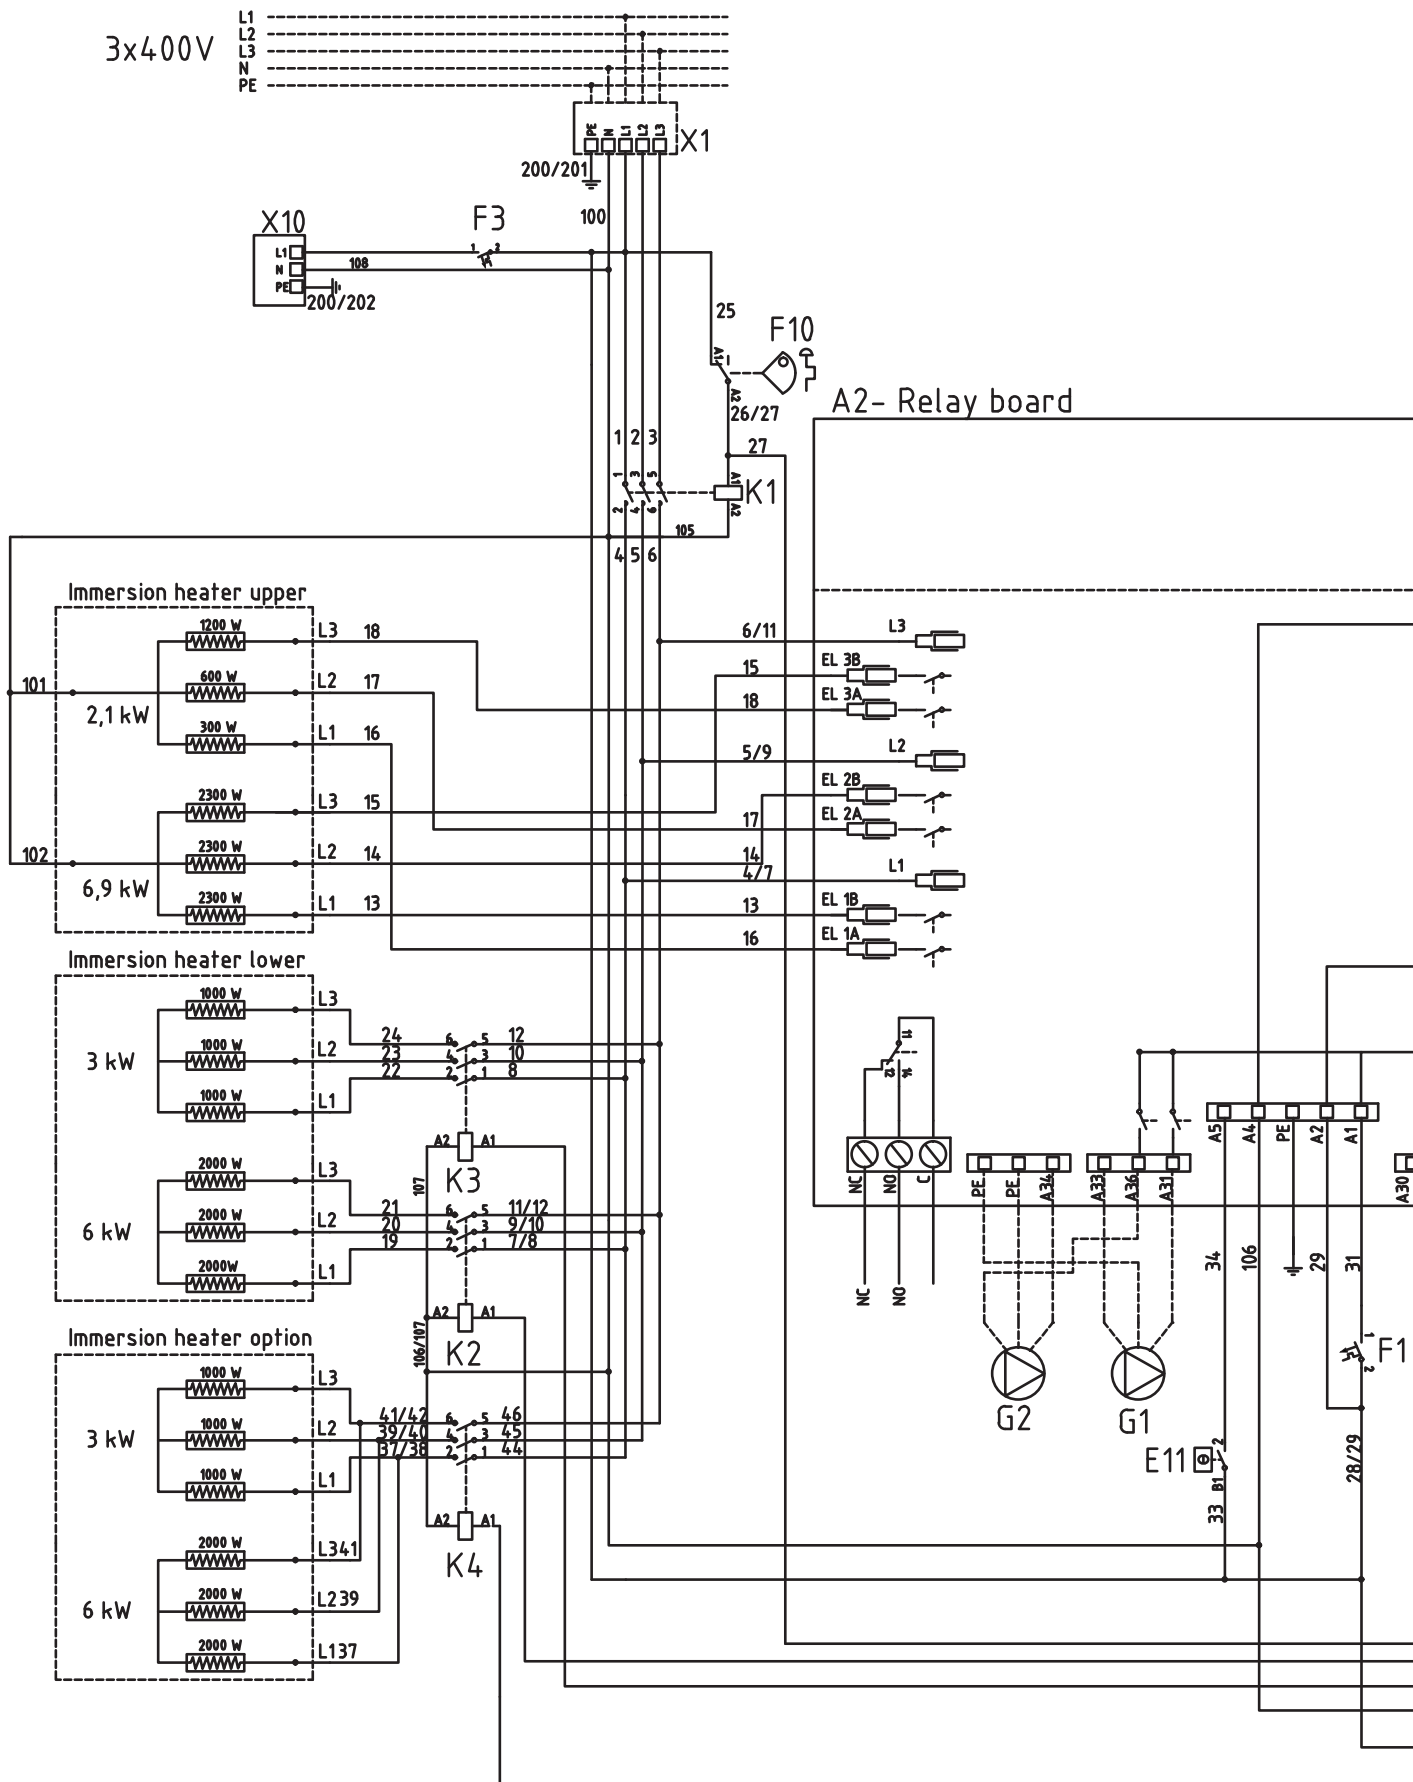 L1
L2
3x400V
L3
N
PE
PE N L1 L2 L3
X1
200/201
X10
F3
100
L1
1 2
N
108
PE
200/202
25
F10
A1
A2
26/27
A2- Relay board
1 2 3
27
1 3 5
A1
K1
2 4 6
A2
105
4 5 6
Immersion heater upper
1200 W
L3 18
6/11
L3
101
600 W
L2 17
15
EL 3B
2,1 kW
18
EL 3A
300 W
L1 16
5/9
L2
2300 W
L3 15
EL 2B
17
EL 2A
102
2300 W
L2 14
14
4/7
L1
6,9 kW
2300 W
L1 13
13
EL 1B
16
EL 1A
Immersion heater lower
1000 W
L3
24 6 5 12
3 kW
1000 W
L2
23 4 3 10
22 2 1 8
1000 W
L1
11
12 14
A2 A1
K3
107
2000 W
L3
21 6 5 11/12
6 kW
2000 W
L2
20 4 3 9/10
19 2 1 7/8
2000W
L1
A2 A1
K2
106/107
NC NO C
PE PE A34
A33 A36 A31
A5 A4 PE A2 A1
A30
NC NO
34 106 29 31
1
F1
2
G2
G1
Immersion heater option
1000 W
L3
41/42 6 5 46
3 kW
1000 W
L2
39/40 4 3 45
37/38 2 1 44
1000 W
L1
2
E11
B1
33
28/29
A2 A1
K4
2000 W
L341
6 kW
2000 W
L2 39
2000 W
L137